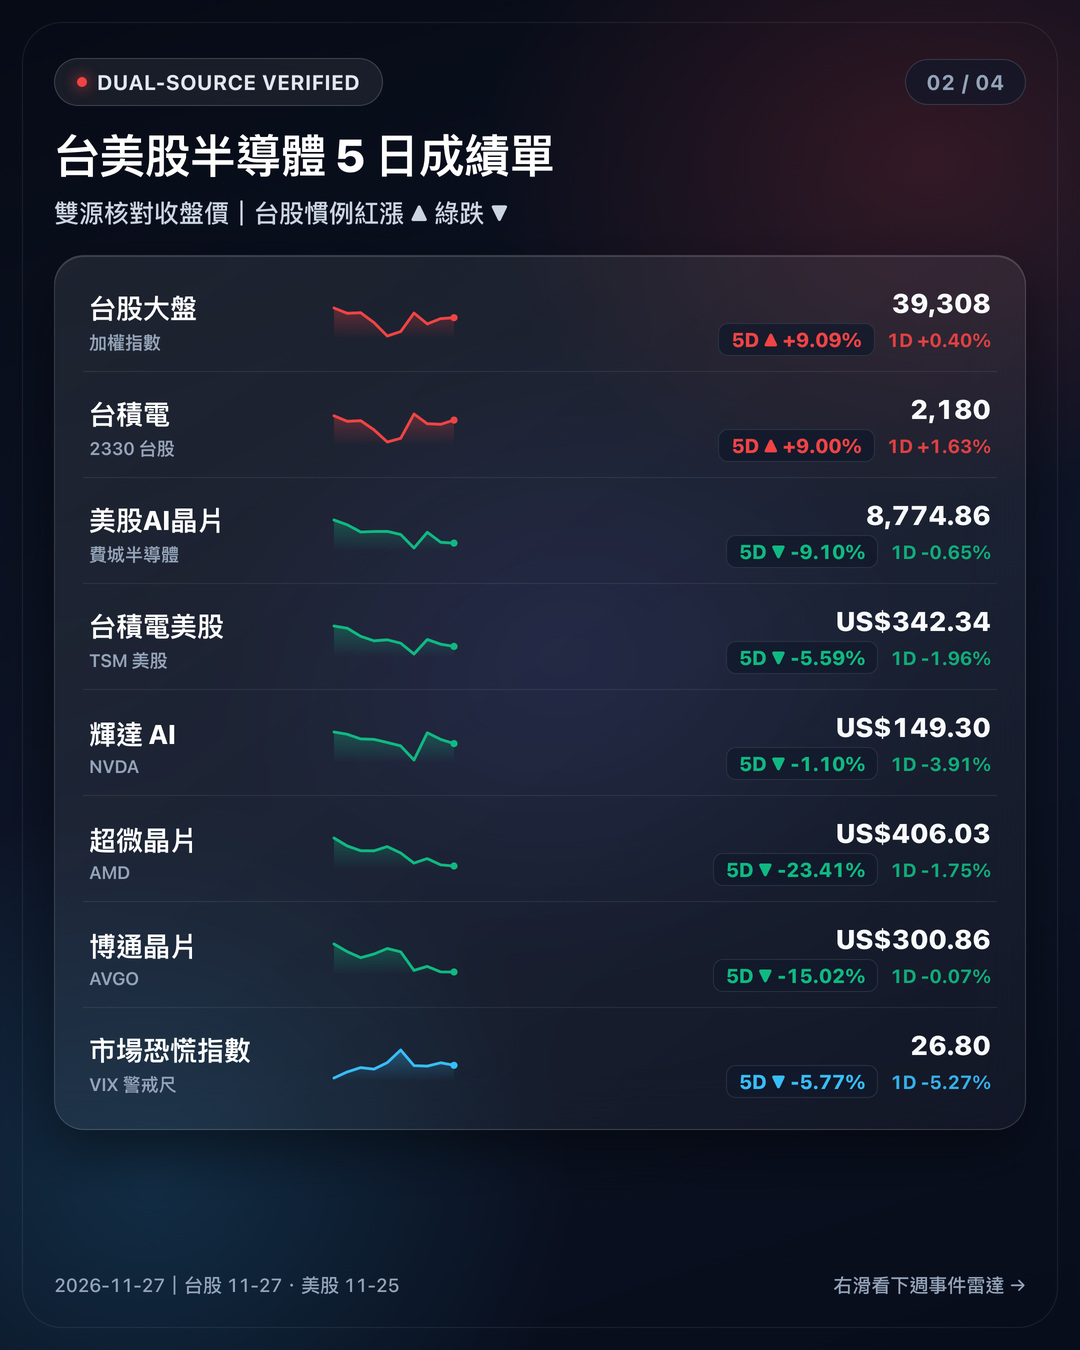 DUAL-SOURCE VERIFIED
02 / 04
台美股半導體 5 日成績單
雙源核對收盤價｜台股慣例紅漲 ▲ 綠跌 ▼
台股大盤
加權指數
39,308
5D ▲ +9.09% 1D +0.40%
台積電
2330 台股
2,180
5D ▲ +9.00% 1D +1.63%
美股AI晶片
費城半導體
8,774.86
5D ▼ -9.10% 1D -0.65%
台積電美股
TSM 美股
US$342.34
5D ▼ -5.59% 1D -1.96%
輝達 AI
NVDA
US$149.30
5D ▼ -1.10% 1D -3.91%
超微晶片
AMD
US$406.03
5D ▼ -23.41% 1D -1.75%
博通晶片
AVGO
US$300.86
5D ▼ -15.02% 1D -0.07%
市場恐慌指數
VIX 警戒尺
26.80
5D ▼ -5.77% 1D -5.27%
2026-11-27｜台股 11-27 · 美股 11-25
右滑看下週事件雷達 →